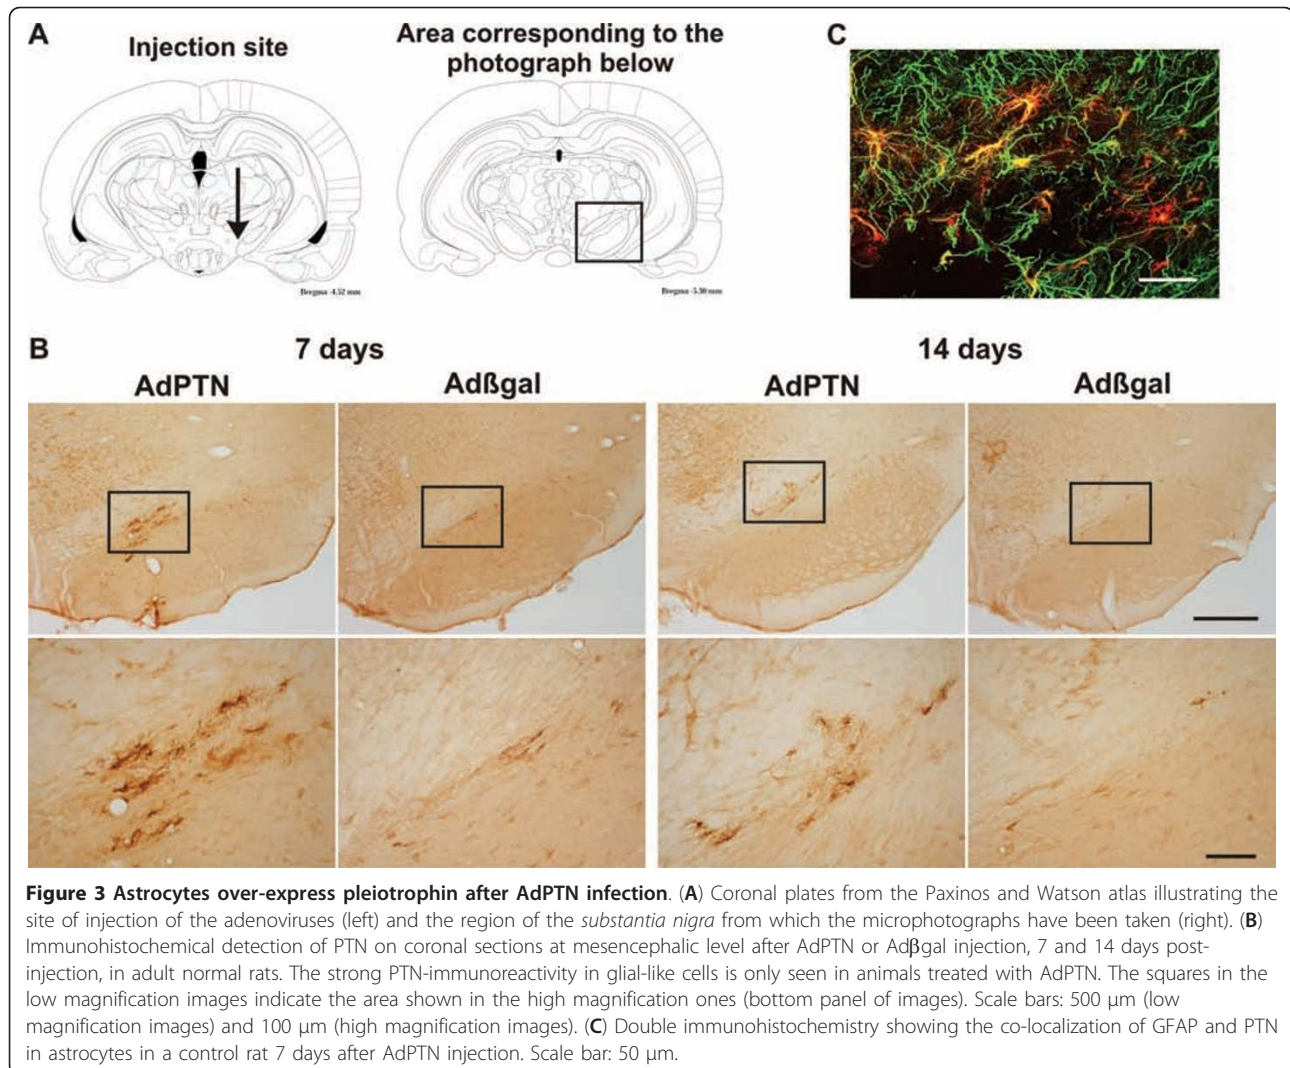 A
Injection site
Area corresponding to the
photograph below
C
Bregma -4.52 mm
Bregma -5.30 mm
B
7 days
14 days
AdPTN
Adßgal
AdPTN
Adßgal
Figure 3 Astrocytes over-express pleiotrophin after AdPTN infection. (A) Coronal plates from the Paxinos and Watson atlas illustrating the
site of injection of the adenoviruses (left) and the region of the substantia nigra from which the microphotographs have been taken (right). (B)
Immunohistochemical detection of PTN on coronal sections at mesencephalic level after AdPTN or Adβgal injection, 7 and 14 days post-
injection, in adult normal rats. The strong PTN-immunoreactivity in glial-like cells is only seen in animals treated with AdPTN. The squares in the
low magnification images indicate the area shown in the high magnification ones (bottom panel of images). Scale bars: 500 μm (low
magnification images) and 100 μm (high magnification images). (C) Double immunohistochemistry showing the co-localization of GFAP and PTN
in astrocytes in a control rat 7 days after AdPTN injection. Scale bar: 50 μm.